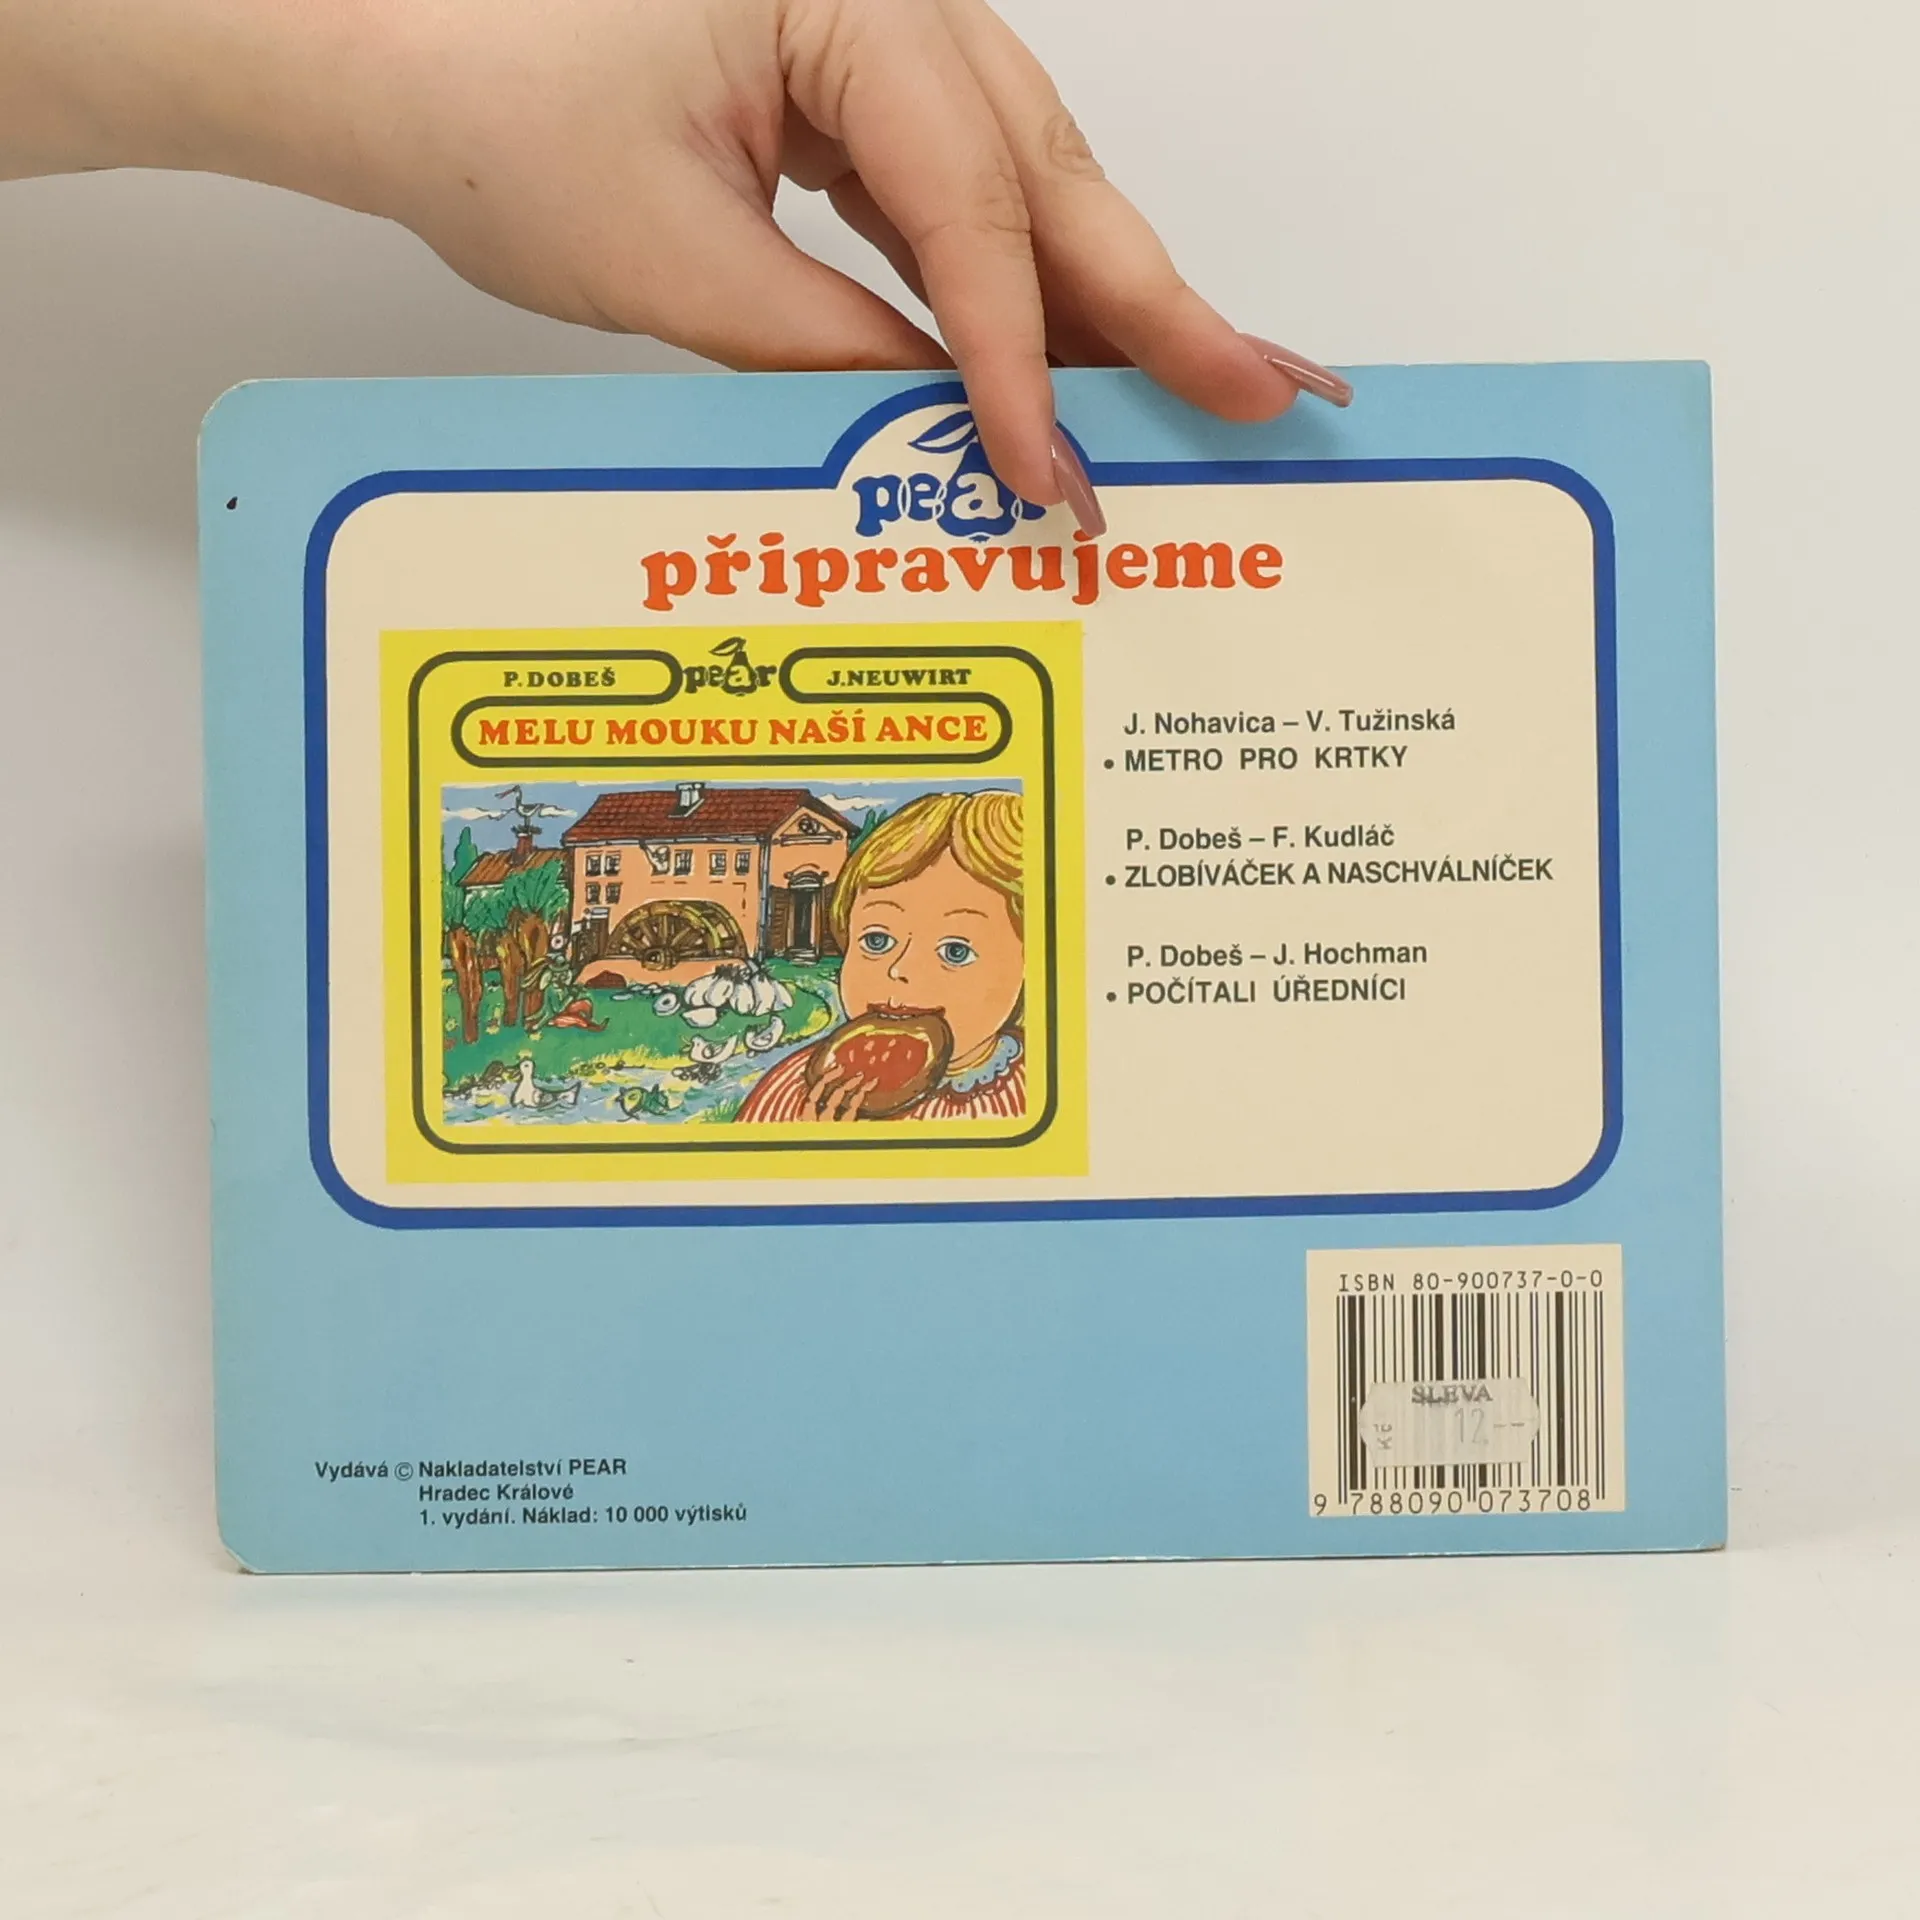 pear
připravujeme
P. DOBEŠ
pear
J. NEUWIRT
MELU MOUKU NAŠÍ ANCE
J. Nohavica – V. Tužinská
• METRO PRO KRTKY
P. Dobeš – F. Kudláč
• ZLOBÍVÁČEK A NASCHVÁLNÍČEK
P. Dobeš – J. Hochman
• POČÍTALI ÚŘEDNÍCI
ISBN 80-900737-0-0
SLEVA
Kč 12--
9 788090 073708
Vydává © Nakladatelství PEAR
Hradec Králové
1. vydání. Náklad: 10 000 výtisků